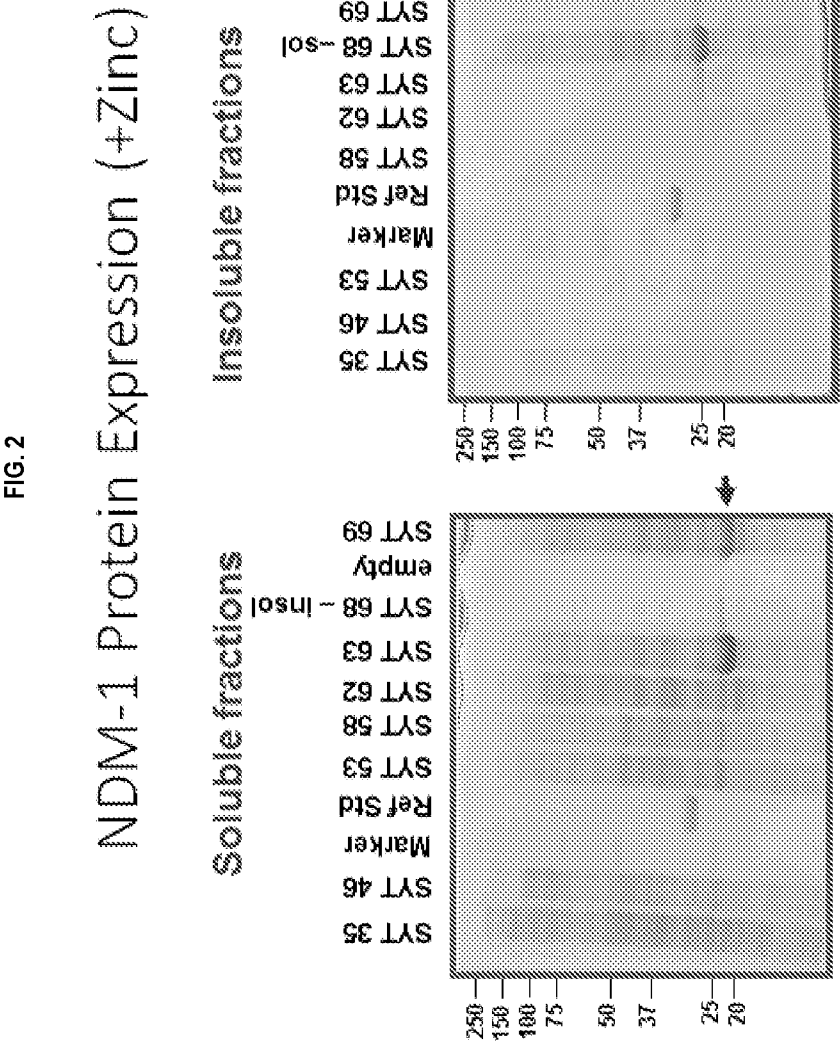 FIG. 2
NDM-1 Protein Expression (+Zinc)
Soluble fractions
SYT 35
SYT 46
Marker
Ref Std
SYT 53
SYT 58
SYT 62
SYT 63
SYT 68 – insol
empty
SYT 69
250
150
100
75
50
37
25
20
Insoluble fractions
SYT 35
SYT 46
SYT 53
Marker
Ref Std
SYT 58
SYT 62
SYT 63
SYT 68 –sol
SYT 69
250
150
100
75
50
37
25
20